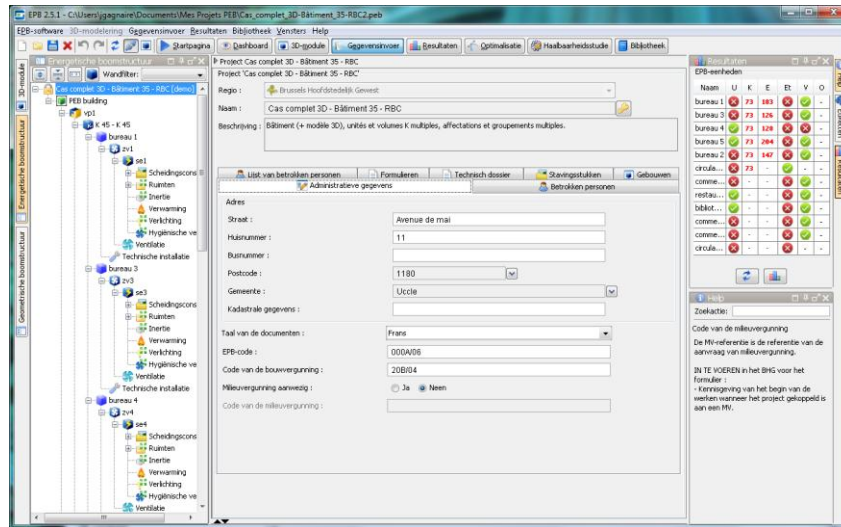 EPB 2.5.1 - C:\Users\jgagnaire\Documents\Mes Projets PEB\Cas_complet_3D-Bâtiment_35-RBC2.peb
EPB-software 3D-modelering Gegevensinvoer Resultaten Bibliotheek Vensters Help
Startpagina Dashboard 3D-module Gegevensinvoer Resultaten Optimalisatie Haalbaarheidsstudie Bibliotheek
3D-module
Energetische boomstructuur
Geometrische boomstructuur
Energetische boomstructuur
Wandfilter:
Cas complet 3D - Bâtiment 35 - RBC [demo]
PEB building
vp1
K 45 - K 45
bureau 1
zv1
se1
Scheidingscons
Ruimten
Inertie
Verwarming
Verlichting
Hygiënische ve
Ventilatie
Technische installatie
bureau 3
zv3
se3
Scheidingscons
Ruimten
Inertie
Verwarming
Verlichting
Hygiënische ve
Ventilatie
Technische installatie
bureau 4
zv4
se4
Scheidingscons
Ruimten
Inertie
Verwarming
Verlichting
Hygiënische ve
Ventilatie
Project Cas complet 3D - Bâtiment 35 - RBC
Project 'Cas complet 3D - Bâtiment 35 - RBC'
Regio : Brussels Hoofdstedelijk Gewest
Naam : Cas complet 3D - Bâtiment 35 - RBC
Beschrijving : Bâtiment (+ modèle 3D), unités et volumes K multiples, affectations et groupements multiples.
Lijst van betrokken personen Formulieren Technisch dossier Stavingsstukken Gebouwen
Administratieve gegevens Betrokken personen
Adres
Straat : Avenue de mai
Huisnummer : 11
Busnummer :
Postcode : 1180
Gemeente : Uccle
Kadastrale gegevens :
Taal van de documenten : Frans
EPB-code : 000A/06
Code van de bouwvergunning : 20B/04
Milieuvergunning aanwezig : Ja Neen
Code van de milieuvergunning :
Resultaten
EPB-eenheden
Naam U K E Et V O
bureau 1 73 103 -
bureau 3 73 126 -
bureau 4 73 128 -
bureau 5 73 204 -
bureau 2 73 147 -
circula... 73 - - -
comme... - - -
restau... - - -
bibliot... - - -
comme... - - -
comme... - - -
circula... - - - -
Help
Zoekactie:
Code van de milieuvergunning
De MV-referentie is de referentie van de
aanvraag van milieuvergunning.
IN TE VOEREN in het BHG voor het
formulier :
- Kennisgeving van het begin van de
werken wanneer het project gekoppeld is
aan een MV.